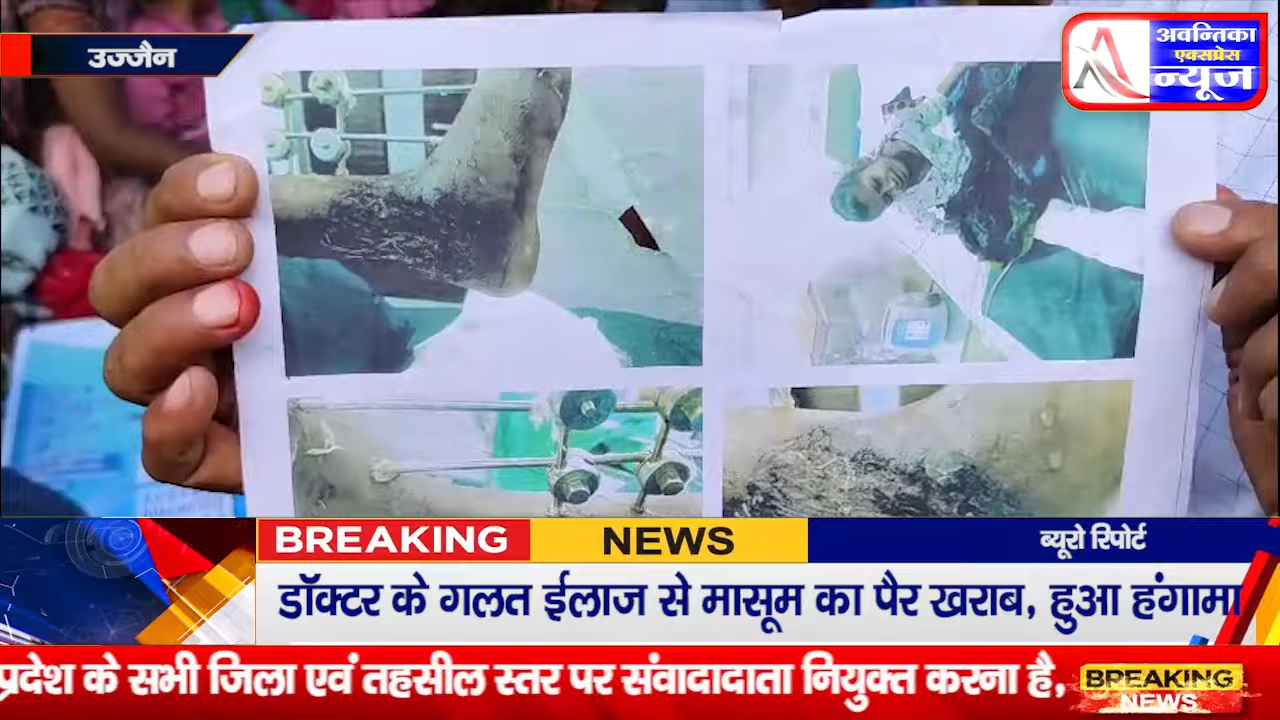 उज्जैन
अवन्तिका
एक्सप्रेस
न्यूज
BREAKING NEWS
ब्यूरो रिपोर्ट
डॉक्टर के गलत ईलाज से मासूम का पैर खराब, हुआ हंगामा
प्रदेश के सभी जिला एवं तहसील स्तर पर संवादादाता नियुक्त करना है,
BREAKING
NEWS